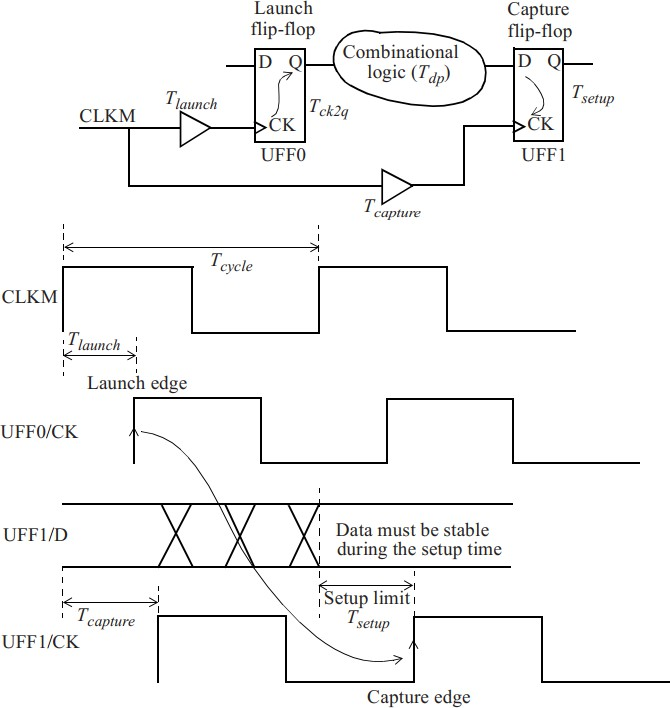 Launch
flip-flop
Capture
flip-flop
D Q
Combinational
logic (Tdp)
D Q
Tlaunch
Tck2q
Tsetup
CLKM
CK
CK
UFF0
UFF1
Tcapture
Tcycle
CLKM
Tlaunch
Launch edge
UFF0/CK
UFF1/D
Data must be stable
during the setup time
Setup limit
Tcapture
Tsetup
UFF1/CK
Capture edge